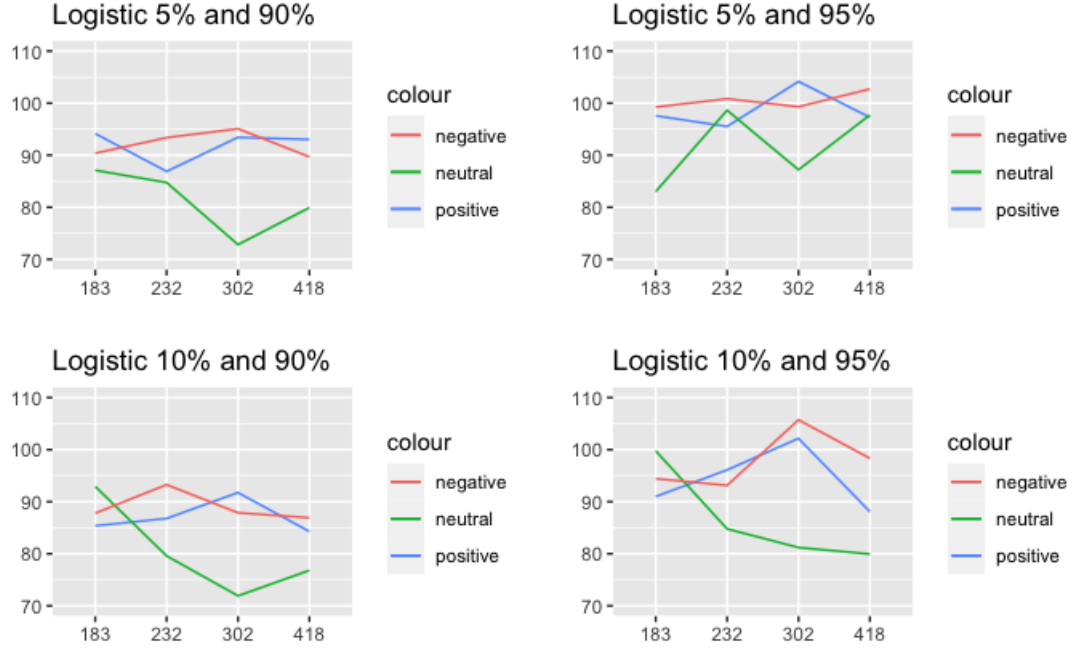 Logistic 5% and 90%
110
100
90
80
70
183 232 302 418
colour
negative
neutral
positive
Logistic 5% and 95%
110
100
90
80
70
183 232 302 418
colour
negative
neutral
positive
Logistic 10% and 90%
110
100
90
80
70
183 232 302 418
colour
negative
neutral
positive
Logistic 10% and 95%
110
100
90
80
70
183 232 302 418
colour
negative
neutral
positive